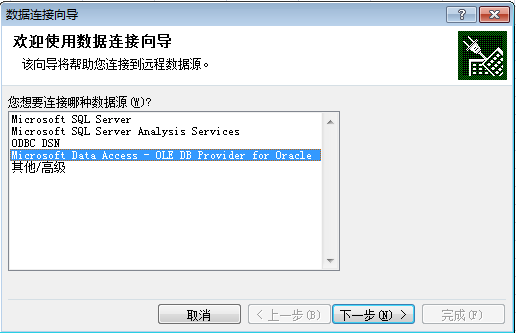 数据连接向导
欢迎使用数据连接向导
该向导将帮助您连接到远程数据源。
您想要连接哪种数据源(W)?
Microsoft SQL Server
Microsoft SQL Server Analysis Services
ODBC DSN
Microsoft Data Access - OLE DB Provider for Oracle
其他/高级
取消
< 上一步(B)
下一步(N) >
完成(F)